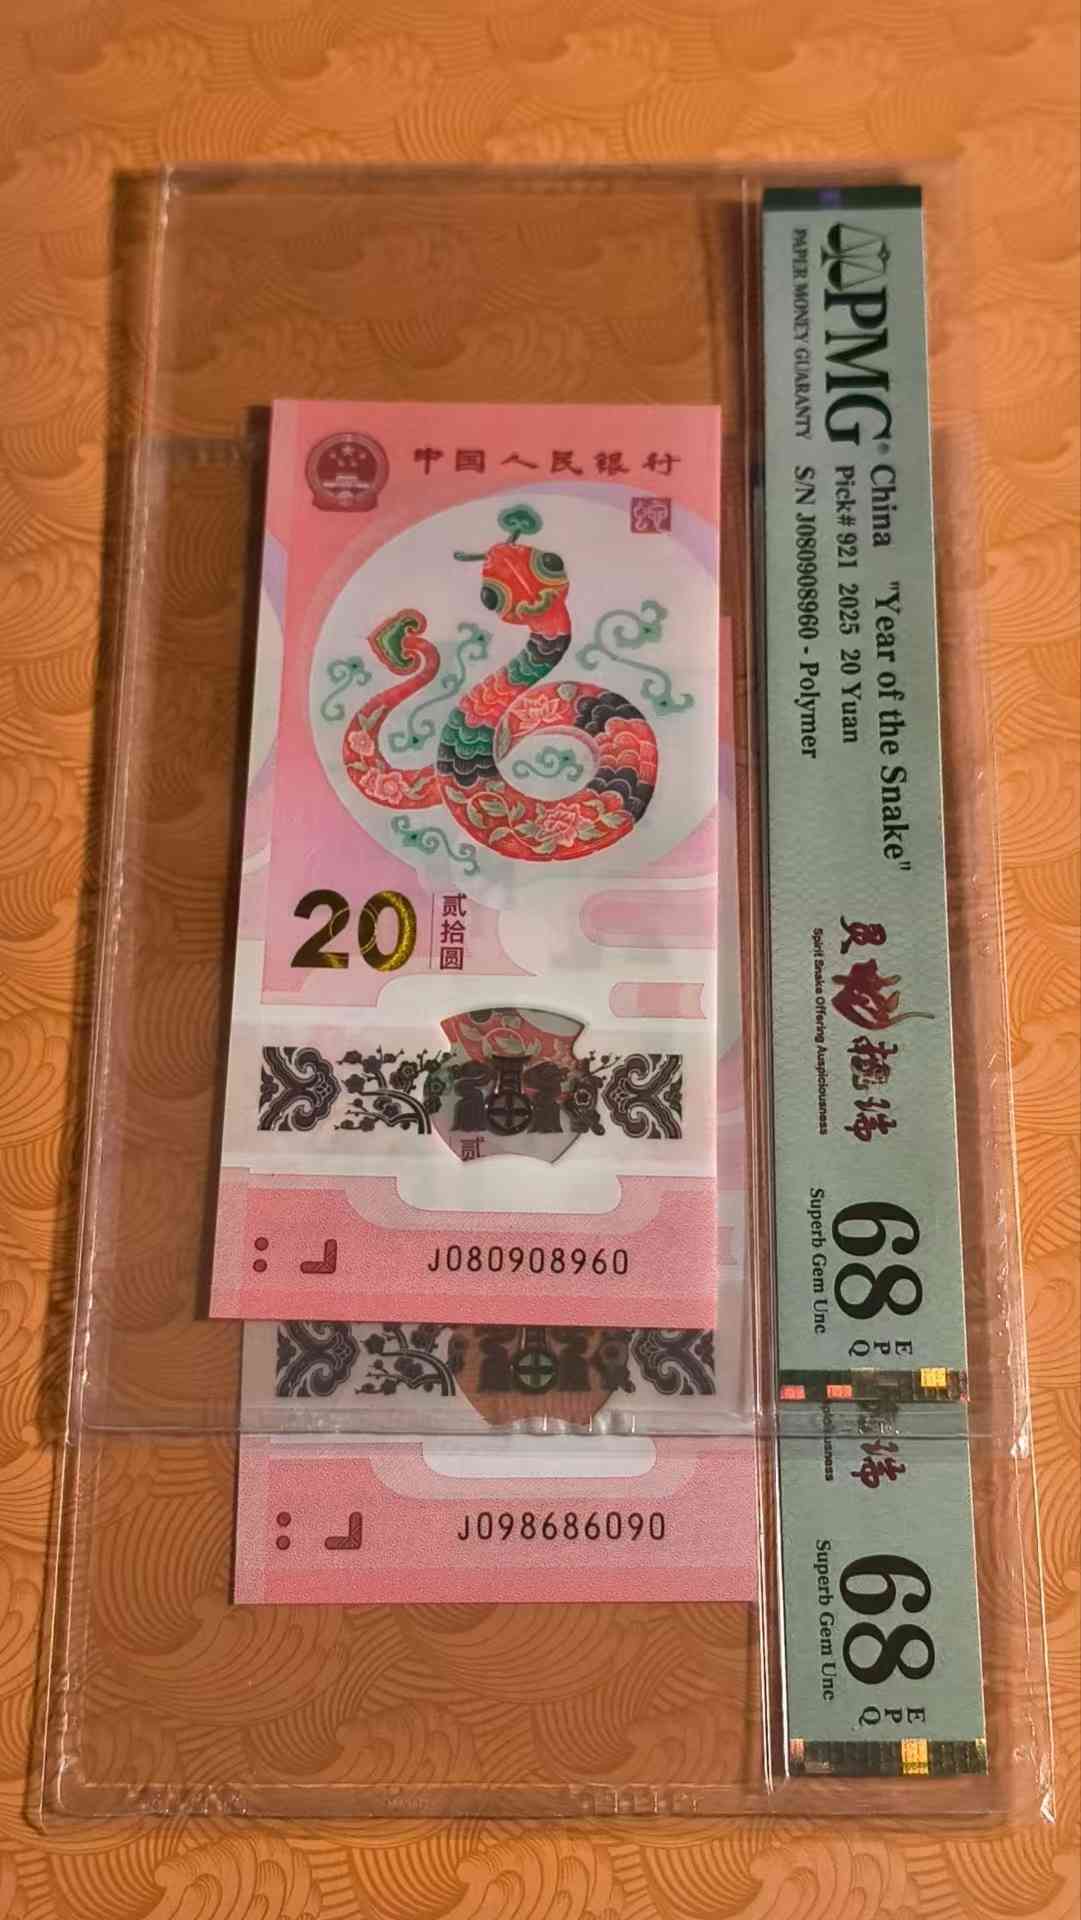 中国人民银行
20
贰拾圆
贰
J080908960
J098686090
PMG®
PAPER MONEY GUARANTY
China "Year of the Snake"
Pick# 921 2025 20 Yuan
S/N J080908960 - Polymer
灵蛇献瑞
Spirit Snake Offering Auspiciousness
68 EPQ
Superb Gem Unc
瑞
68 EPQ
Superb Gem Unc